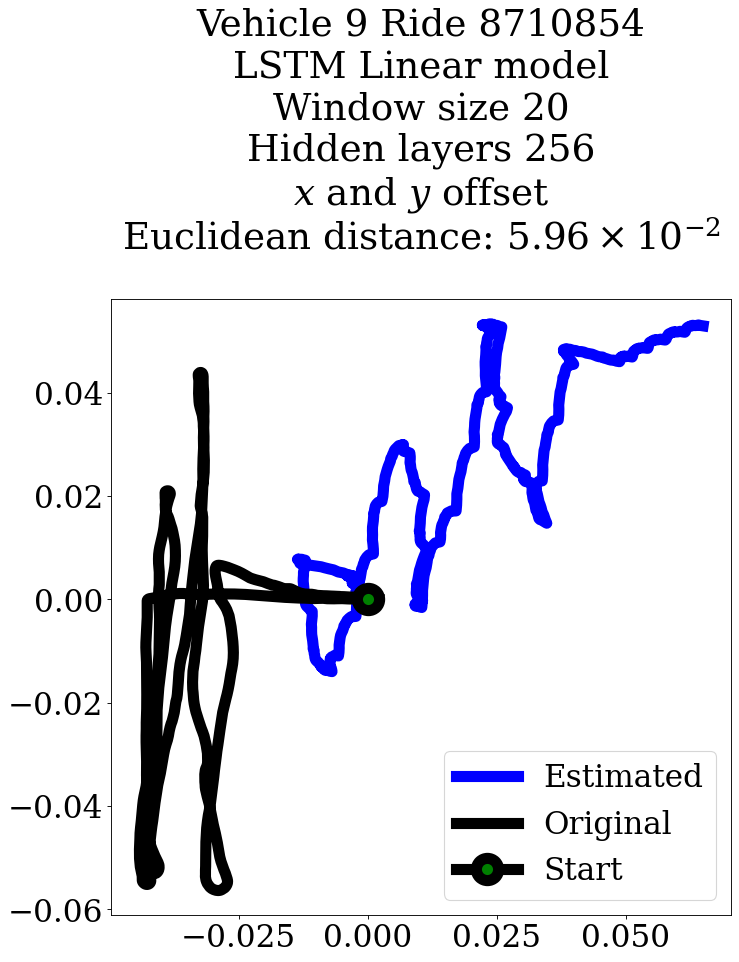 Vehicle 9 Ride 8710854
LSTM Linear model
Window size 20
Hidden layers 256
x and y offset
Euclidean distance: 5.96 × 10⁻²
0.04
0.02
0.00
−0.02
−0.04
−0.06
−0.025 0.000 0.025 0.050
Estimated
Original
Start